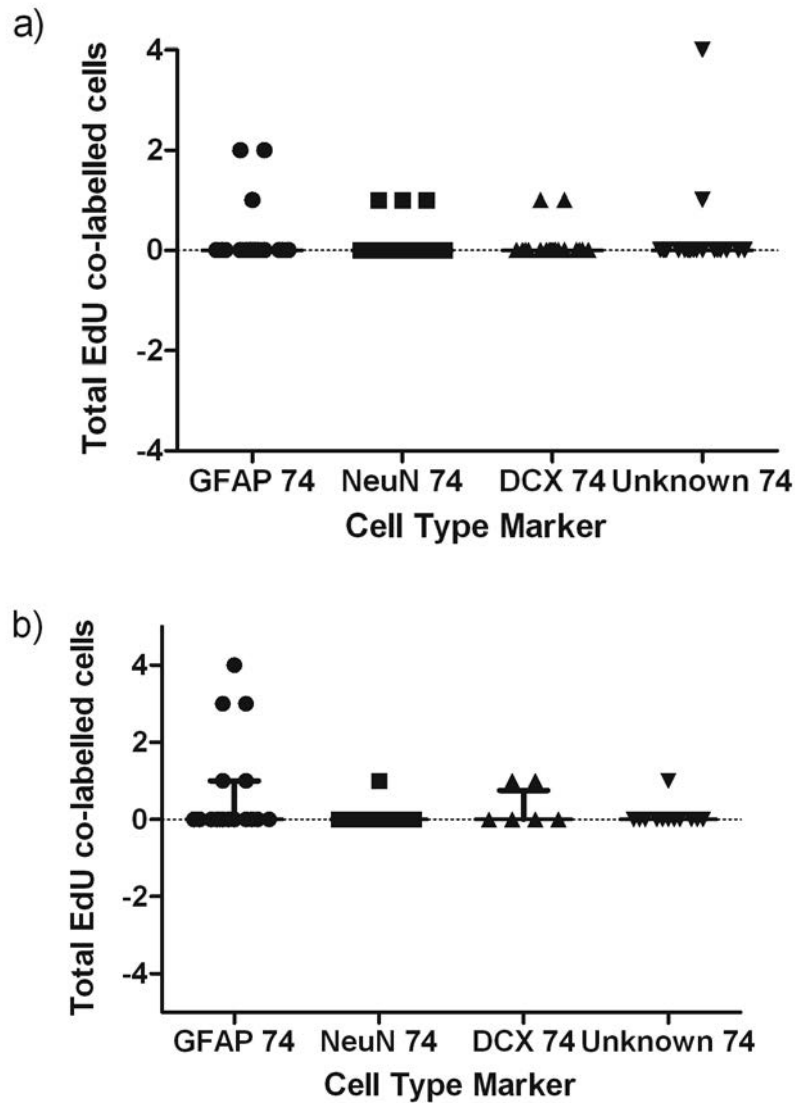 a)
Total EdU co-labelled cells
4
2
0
-2
-4
GFAP 74 NeuN 74 DCX 74 Unknown 74
Cell Type Marker
b)
Total EdU co-labelled cells
4
2
0
-2
-4
GFAP 74 NeuN 74 DCX 74 Unknown 74
Cell Type Marker